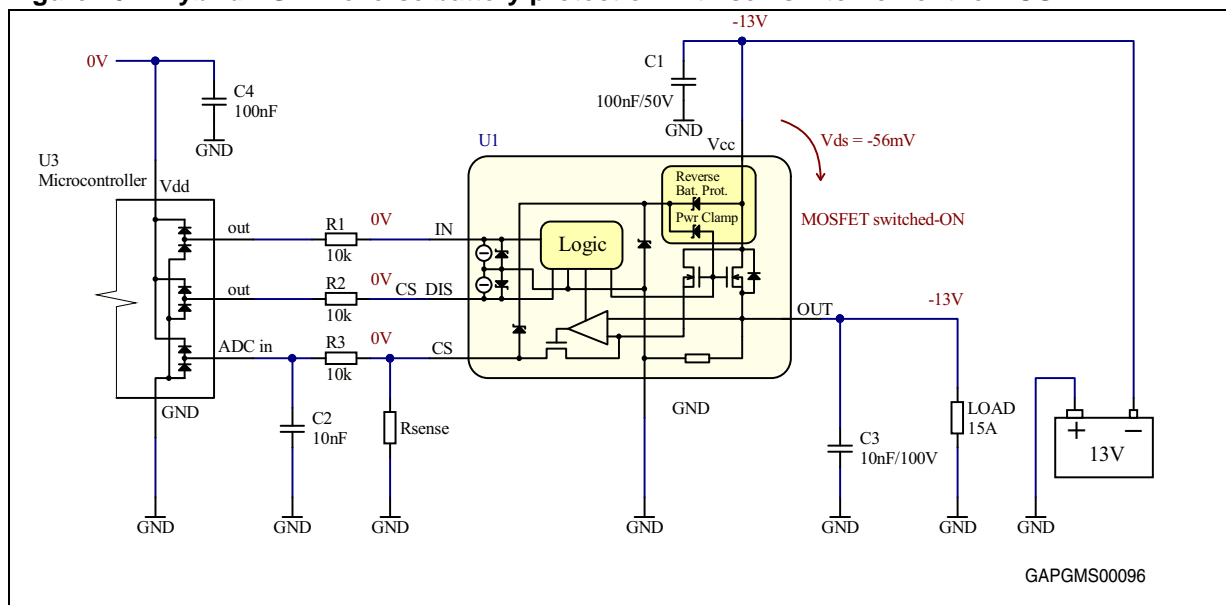 -13V
0V
C1
100nF/50V
GND
C4
100nF
GND
U1
Vcc
Vds = -56mV
U3
Microcontroller
Vdd
Reverse
Bat. Prot.
Pwr Clamp
MOSFET switched-ON
out
R1
10k
0V
IN
Logic
out
R2
10k
0V
CS_DIS
-13V
OUT
ADC in
R3
10k
0V
CS
GND
GND
C2
10nF
Rsense
C3
10nF/100V
LOAD
15A
+
−
13V
GND
GND
GND
GND
GND
GND
GND
GAPGMS00096